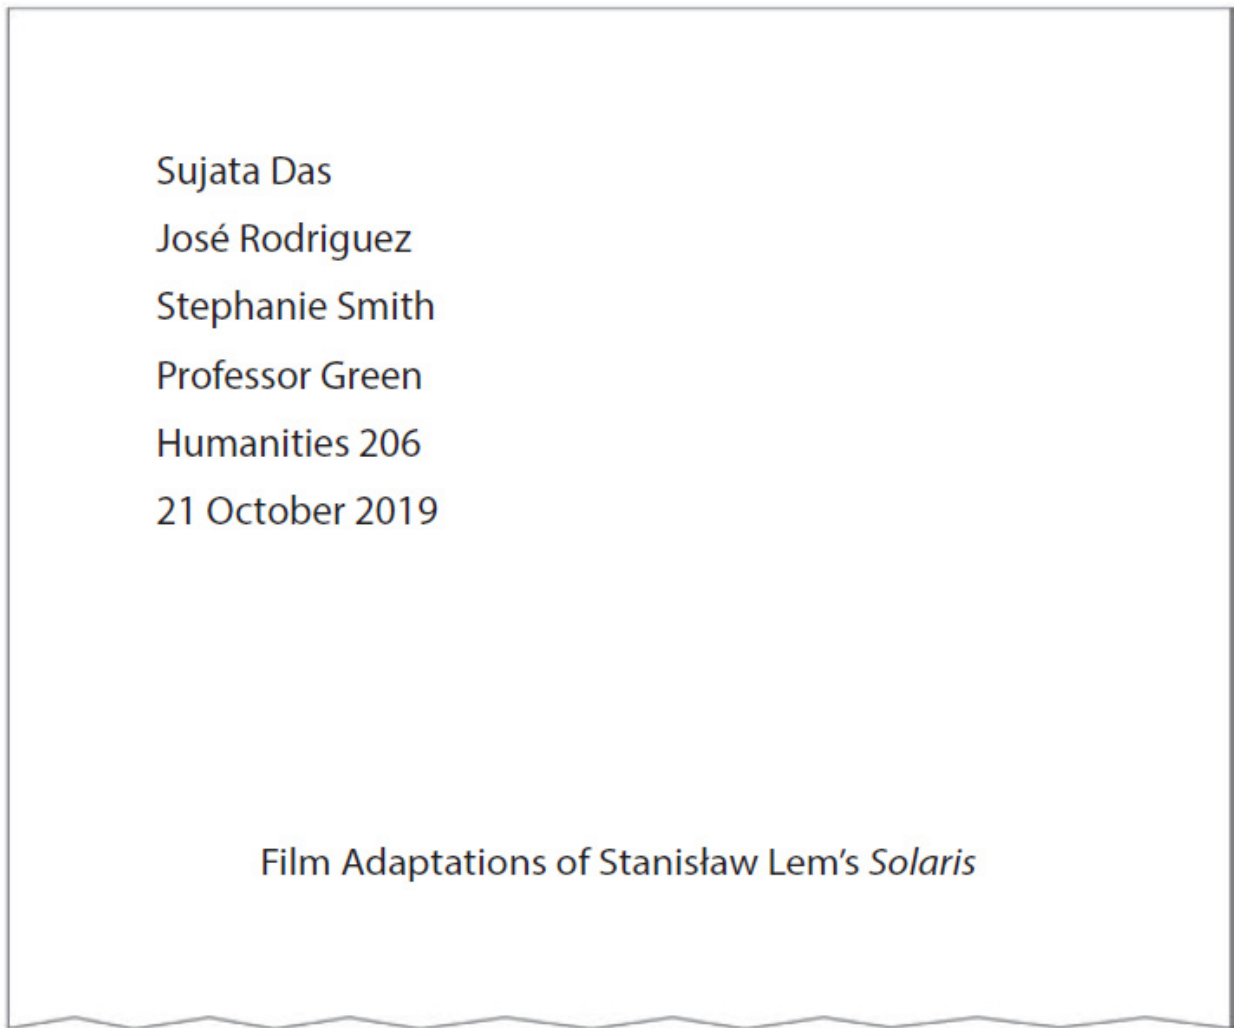 Sujata Das
José Rodriguez
Stephanie Smith
Professor Green
Humanities 206
21 October 2019
Film Adaptations of Stanisław Lem’s Solaris